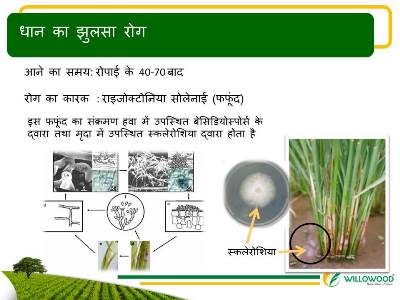 धान का झुलसा रोग
आने का समय: रोपाई के 40-70 बाद
रोग का कारक : राइजोक्टोनिया सोलेनाई (फफूंद)
इस फफूंद का संक्रमण हवा में उपस्थित बेसिडियोस्पोर्स के
द्वारा तथा मृदा में उपस्थित स्कलेरोशिया द्वारा होता है
स्कलेरोशिया
WILLOWOOD